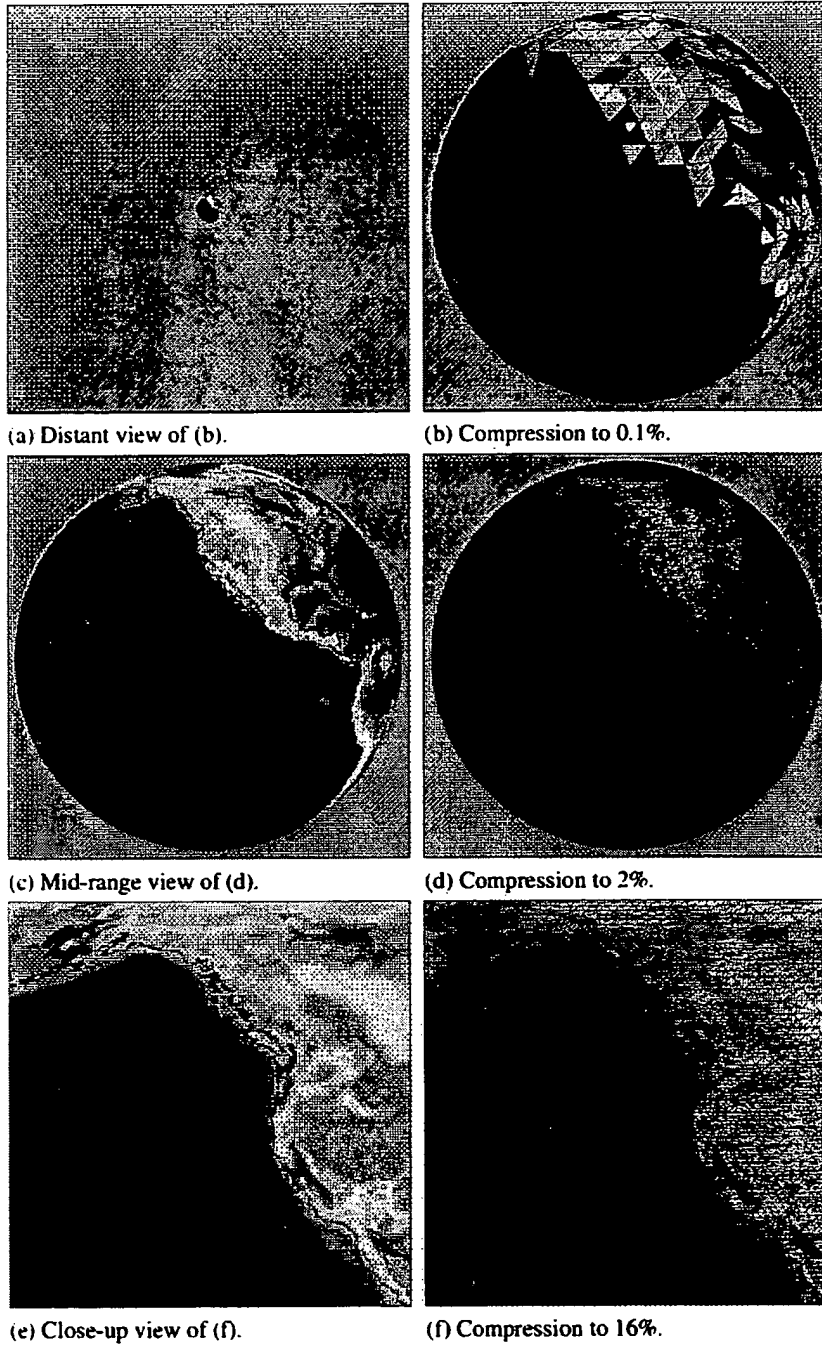 (a) Distant view of (b).
(b) Compression to 0.1%.
(c) Mid-range view of (d).
(d) Compression to 2%.
(e) Close-up view of (f).
(f) Compression to 16%.